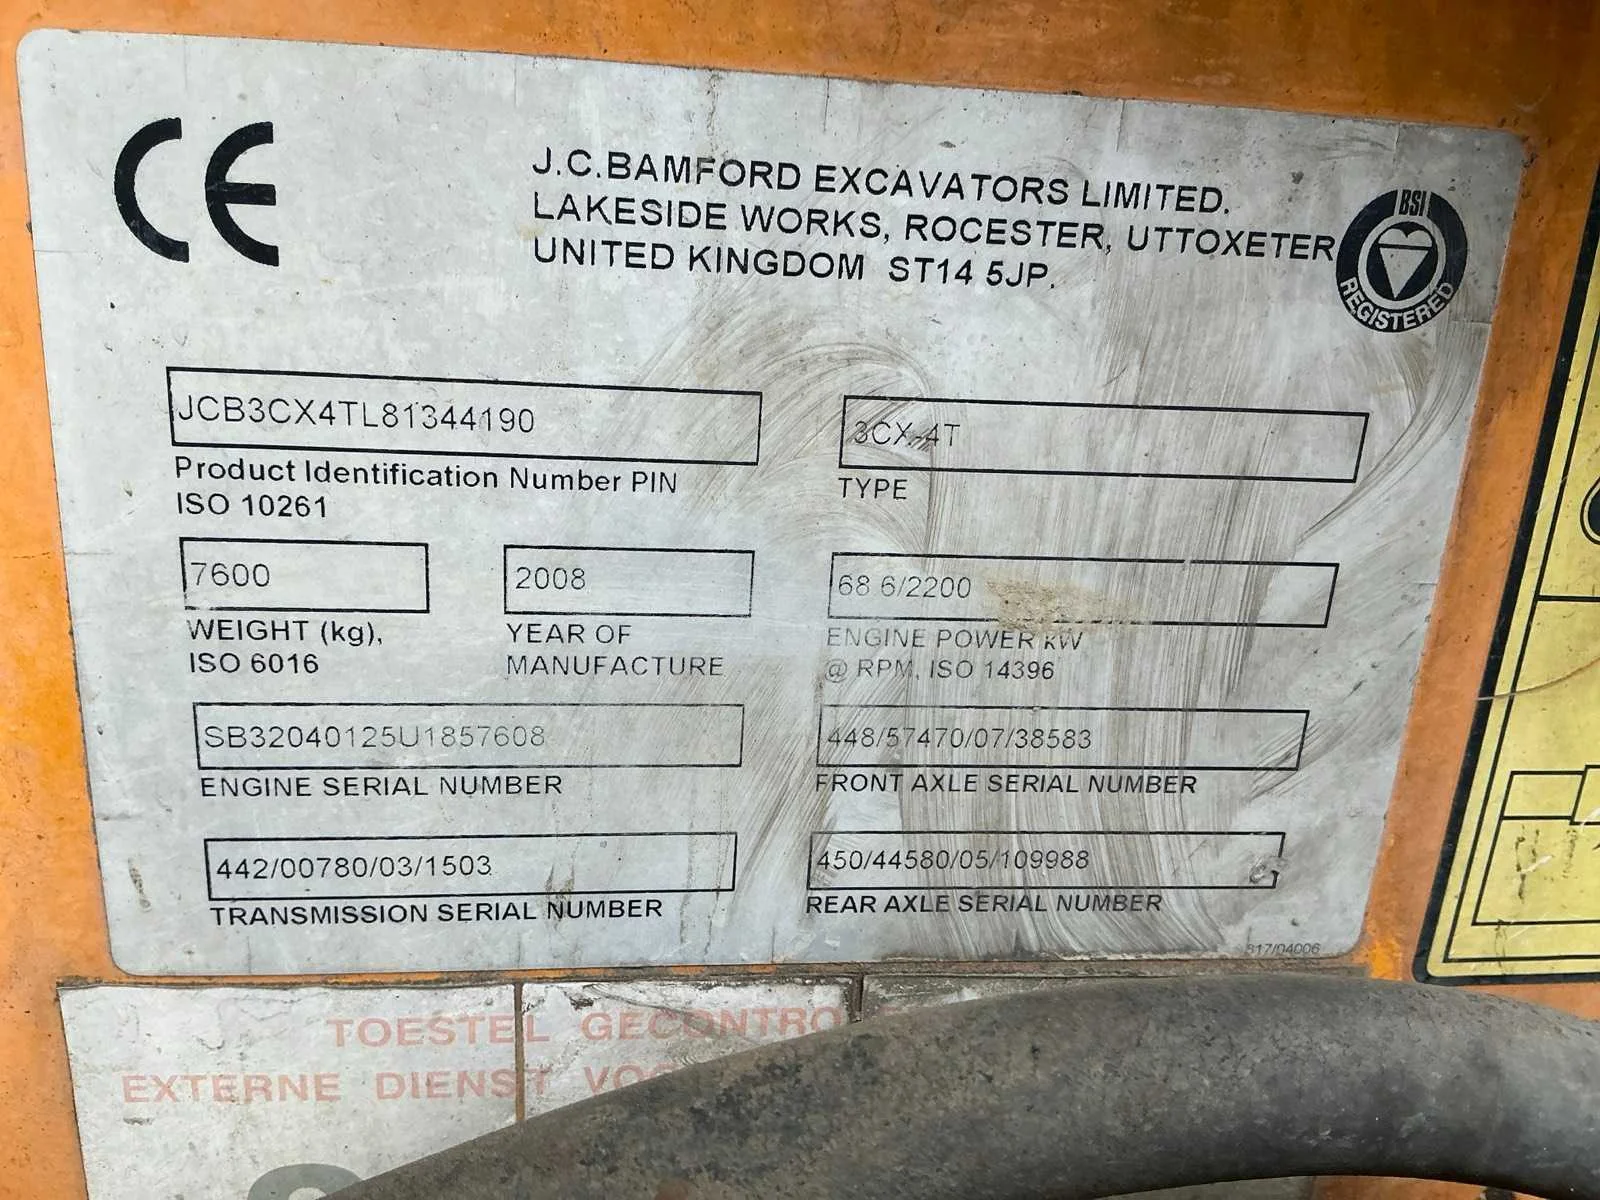 CE
J.C.BAMFORD EXCAVATORS LIMITED.
LAKESIDE WORKS, ROCESTER, UTTOXETER
UNITED KINGDOM ST14 5JP.
BSI
REGISTERED
JCB3CX4TL81344190
Product Identification Number PIN
ISO 10261
3CX-4T
TYPE
7600
WEIGHT (kg),
ISO 6016
2008
YEAR OF
MANUFACTURE
68 6/2200
ENGINE POWER kW
@ RPM, ISO 14396
SB32040125U1857608
ENGINE SERIAL NUMBER
448/57470/07/38583
FRONT AXLE SERIAL NUMBER
442/00780/03/1503
TRANSMISSION SERIAL NUMBER
450/44580/05/109988
REAR AXLE SERIAL NUMBER
817/04006
TOESTEL GECONTRO
EXTERNE DIENST